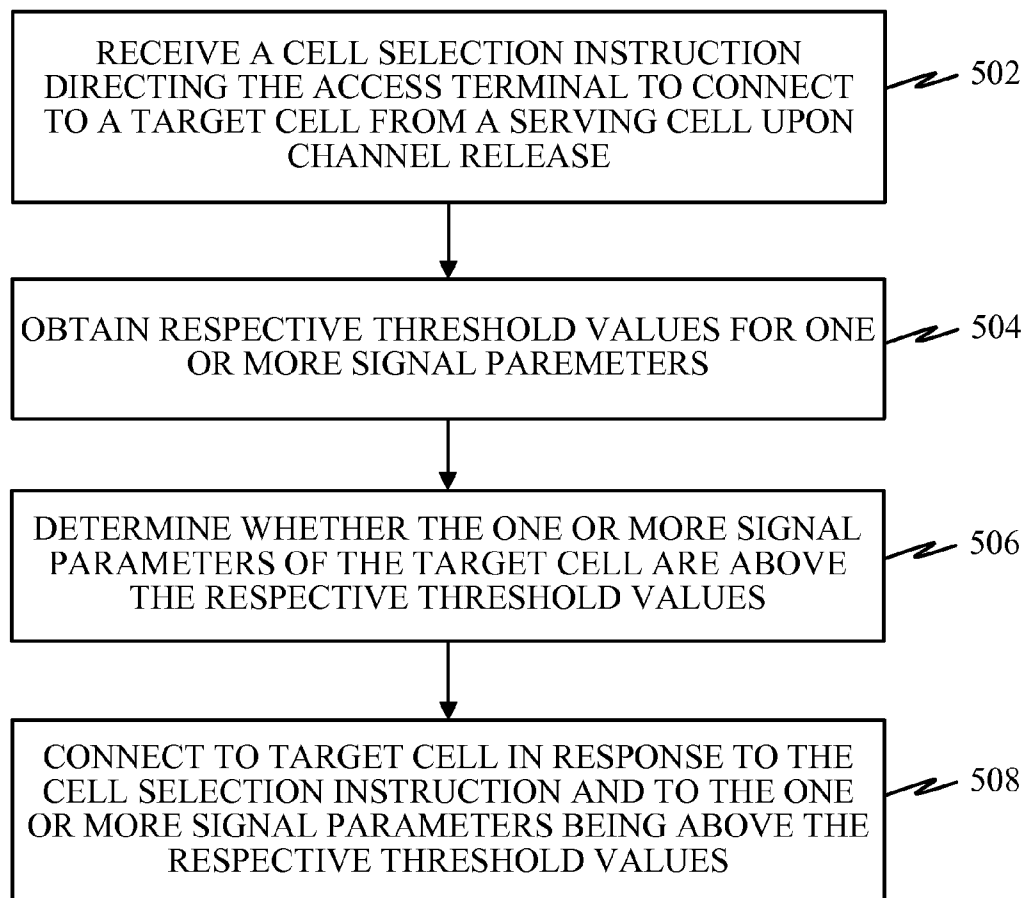 RECEIVE A CELL SELECTION INSTRUCTION
DIRECTING THE ACCESS TERMINAL TO CONNECT
TO A TARGET CELL FROM A SERVING CELL UPON
CHANNEL RELEASE
502
OBTAIN RESPECTIVE THRESHOLD VALUES FOR ONE
OR MORE SIGNAL PAREMETERS
504
DETERMINE WHETHER THE ONE OR MORE SIGNAL
PARAMETERS OF THE TARGET CELL ARE ABOVE
THE RESPECTIVE THRESHOLD VALUES
506
CONNECT TO TARGET CELL IN RESPONSE TO THE
CELL SELECTION INSTRUCTION AND TO THE ONE
OR MORE SIGNAL PARAMETERS BEING ABOVE THE
RESPECTIVE THRESHOLD VALUES
508